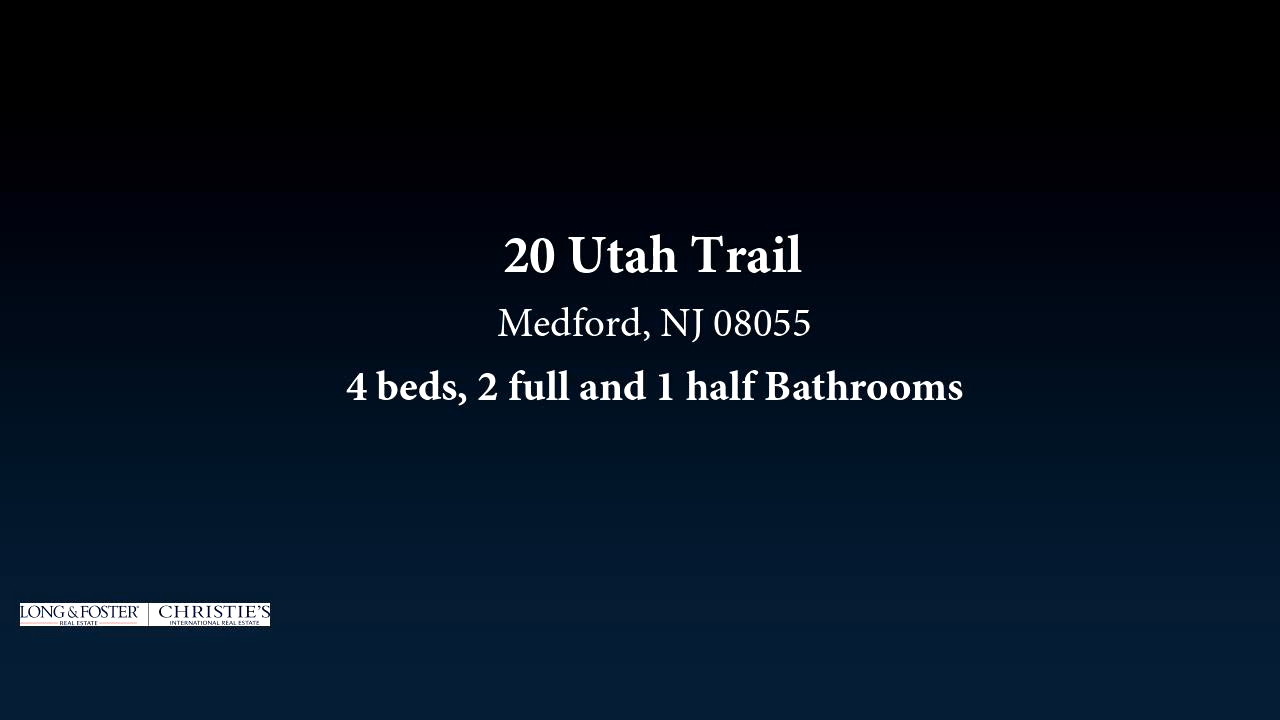 20 Utah Trail
Medford, NJ 08055
4 beds, 2 full and 1 half Bathrooms
LONG & FOSTER CHRISTIE'S
REAL ESTATE INTERNATIONAL REAL ESTATE